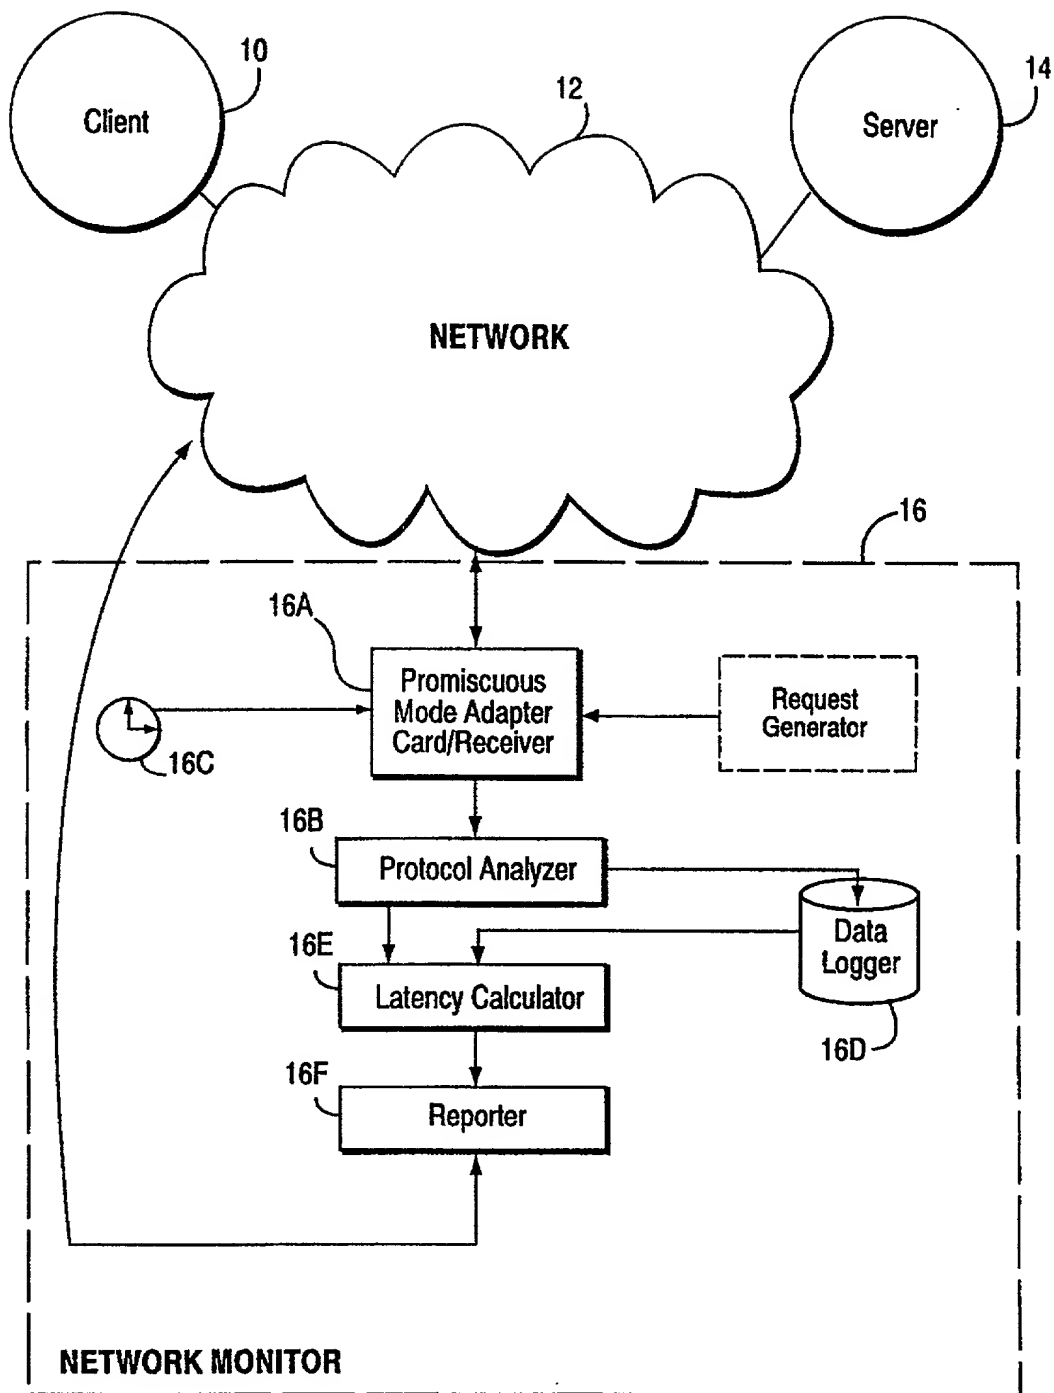 10
Client
12
14
Server
NETWORK
16
16A
Promiscuous
Mode Adapter
Card/Receiver
Request
Generator
16C
16B
Protocol Analyzer
Data
Logger
16E
Latency Calculator
16D
16F
Reporter
NETWORK MONITOR